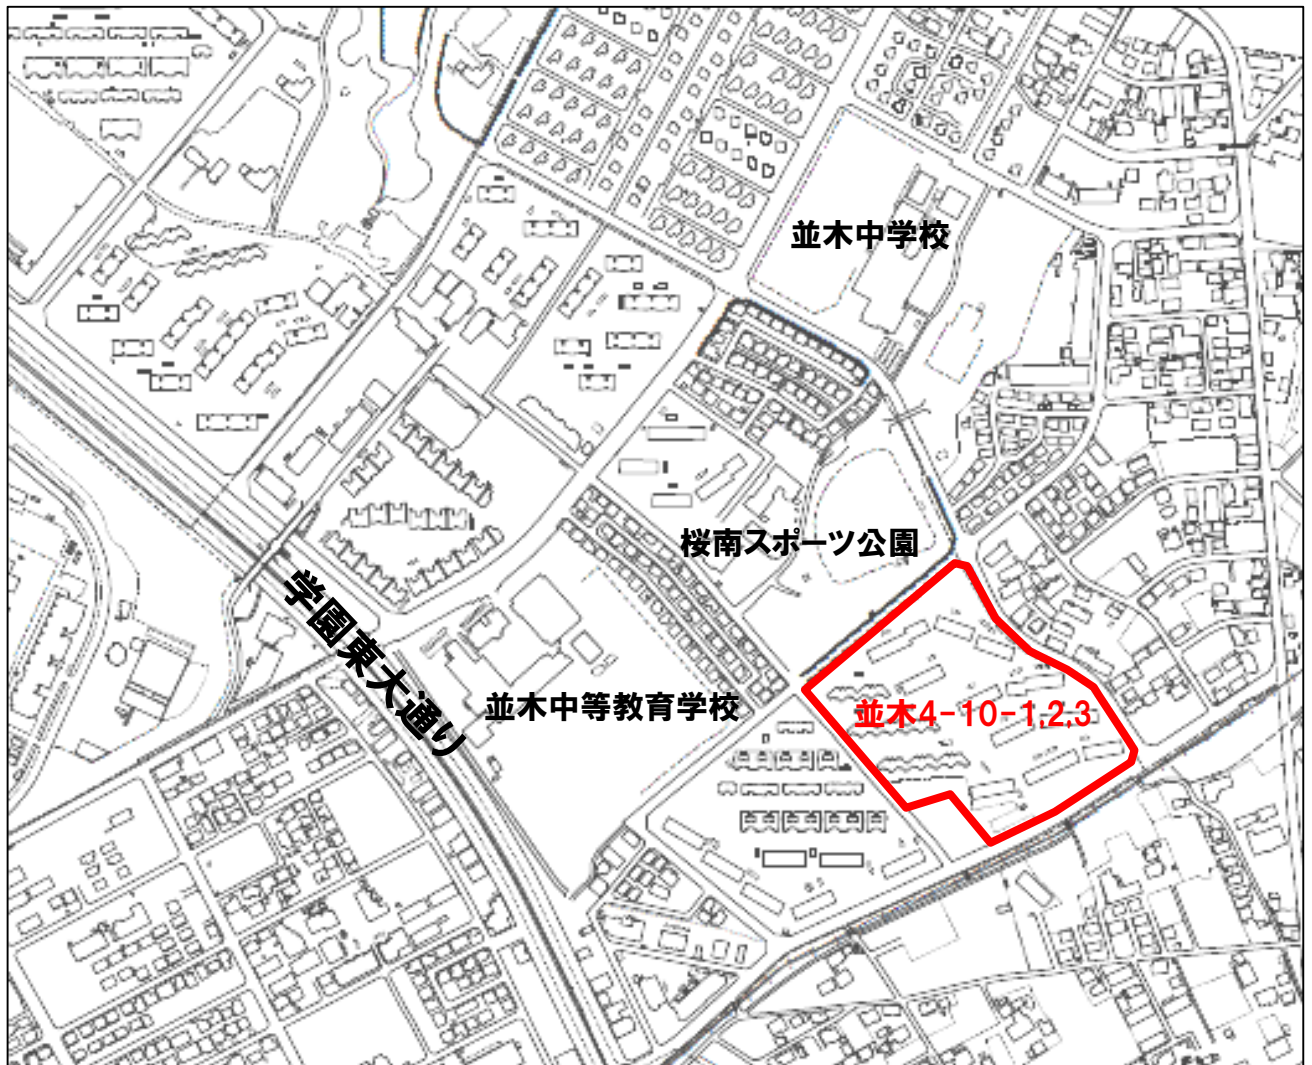 並木中学校
桜南スポーツ公園
学園東大通り
並木中等教育学校
並木4-10-1,2,3